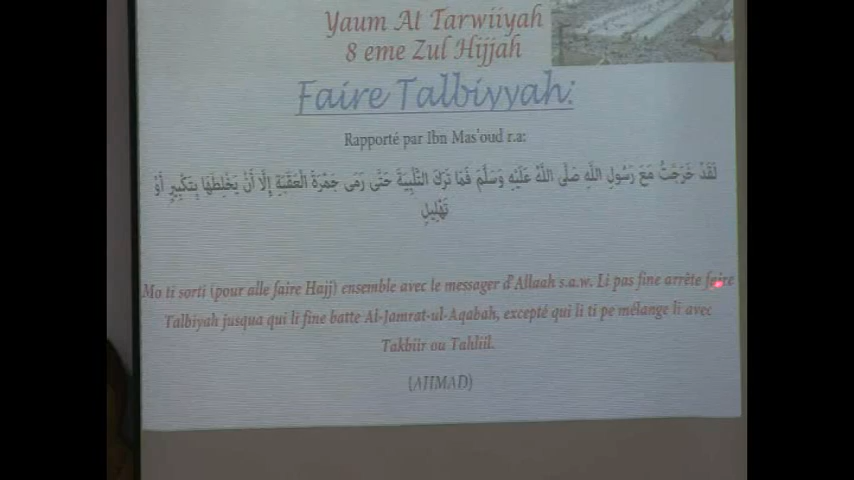 Yaum At Tarwiiyah
8 eme Zul Hijjah
Faire Talbiyyah:
Rapporté par Ibn Mas'oud r.a:
لَقَدْ خَرَجْتُ مَعَ رَسُولِ اللَّهِ صَلَّى اللَّهُ عَلَيْهِ وَسَلَّمَ فَمَا تَرَكَ التَّلْبِيَةَ حَتَّى رَمَى جَمْرَةَ الْعَقَبَةِ إِلَّا أَنْ يَخْلِطَهَا بِتَكْبِيرٍ أَوْ
تَهْلِيلٍ
Mo ti sorti (pour alle faire Hajj) ensemble avec le messager d'Allaah s.a.w. Li pas fine arrête faire
Talbiyah jusqua qui li fine batte Al-Jamrat-ul-Aqabah, excepté qui li ti pe mélange li avec
Takbiir ou Tahliil.
(AHMAD)